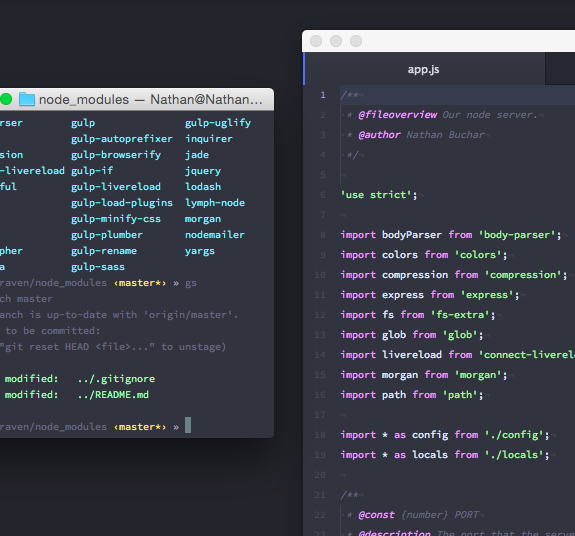 node_modules — Nathan@Nathan…
rser gulp gulp-uglify
gulp-autoprefixer inquirer
sion gulp-browserify jade
-livereload gulp-if jquery
ful gulp-livereload lodash
gulp-load-plugins lymph-node
gulp-minify-css morgan
gulp-plumber nodemailer
pher gulp-rename yargs
a gulp-sass
raven/node_modules ‹master*› » gs
ch master
anch is up-to-date with 'origin/master'.
to be committed:
"git reset HEAD <file>..." to unstage)
modified: ../.gitignore
modified: ../README.md
raven/node_modules ‹master*› »
app.js
1 /**
2 * @fileoverview Our node server.
3 * @author Nathan Buchar
4 */
5
6 'use strict';
7
8 import bodyParser from 'body-parser';
9 import colors from 'colors';
10 import compression from 'compression';
11 import express from 'express';
12 import fs from 'fs-extra';
13 import glob from 'glob';
14 import livereload from 'connect-liverel
15 import morgan from 'morgan';
16 import path from 'path';
17
18 import * as config from './config';
19 import * as locals from './locals';
20
21 /**
22 * @const {number} PORT
23 * @description The port that the serve